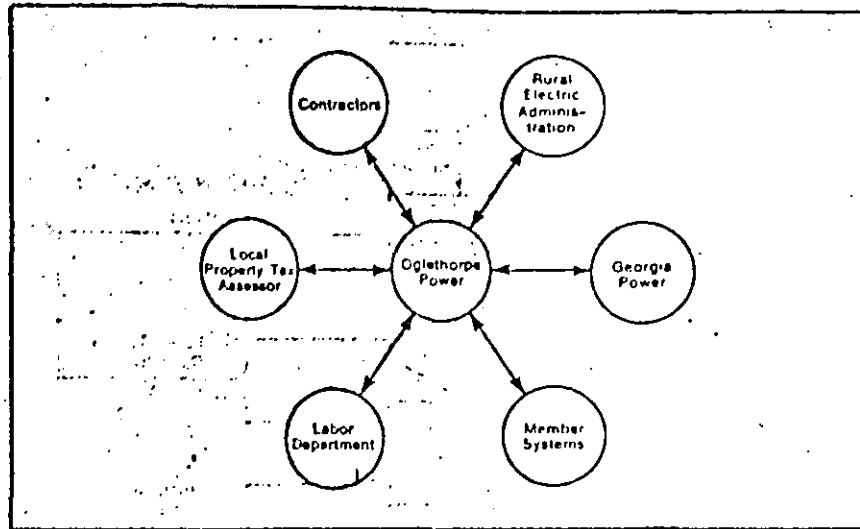 Contractors
Rural
Electric
Adminis-
tration
Local
Property Tax
Assessor
Oglethorpe
Power
Georgia
Power
Labor
Department
Member
Systems